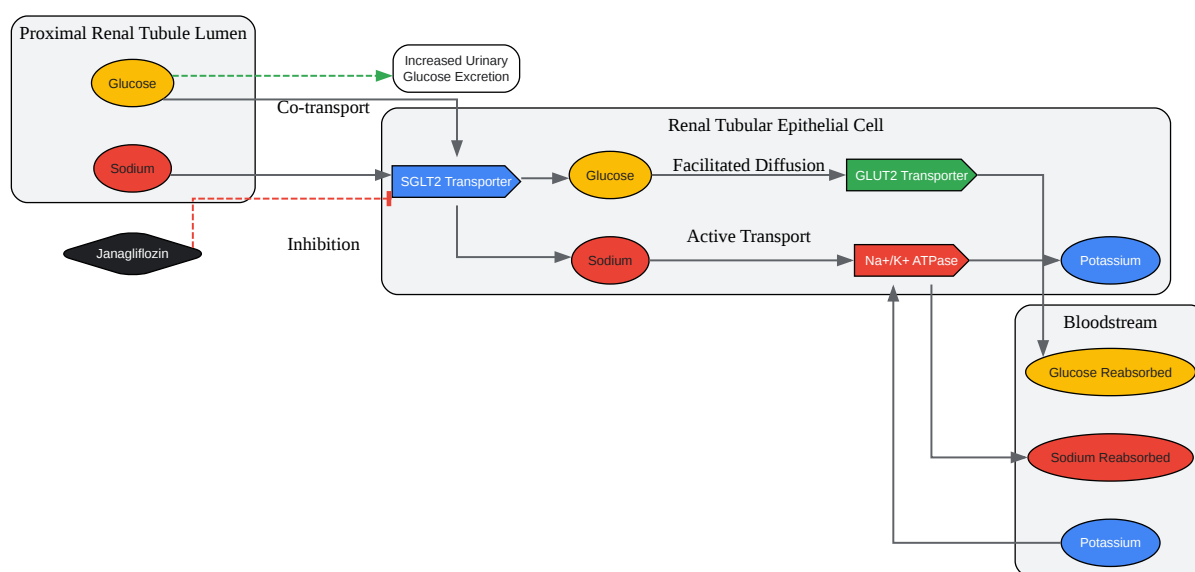 Proximal Renal Tubule Lumen
Glucose
Increased Urinary
Glucose Excretion
Co-transport
Renal Tubular Epithelial Cell
Sodium
SGLT2 Transporter
Glucose
Facilitated Diffusion
GLUT2 Transporter
Janagliflozin
Inhibition
Sodium
Active Transport
Na+/K+ ATPase
Potassium
Bloodstream
Glucose Reabsorbed
Sodium Reabsorbed
Potassium